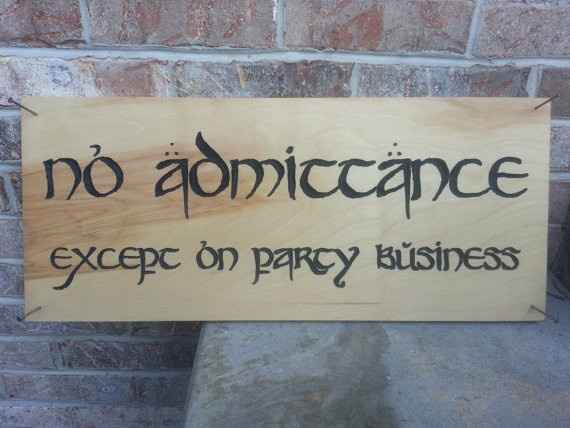 no admittance
except on party business